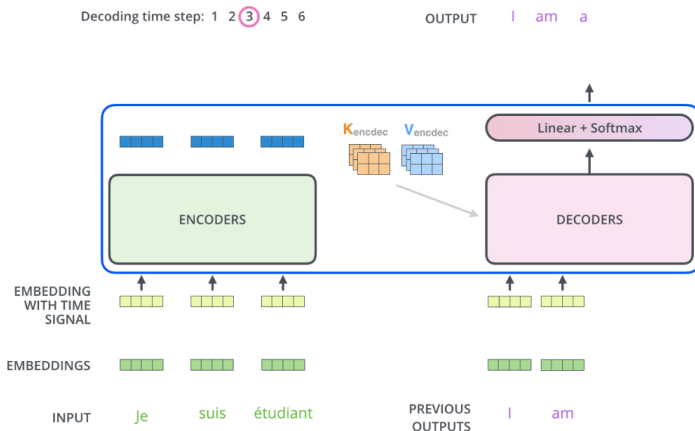 Decoding time step: 1 2 3 4 5 6
OUTPUT I am a
Kencdec Vencdec
Linear + Softmax
ENCODERS
DECODERS
EMBEDDING
WITH TIME
SIGNAL
EMBEDDINGS
INPUT Je suis étudiant
PREVIOUS
OUTPUTS
I am